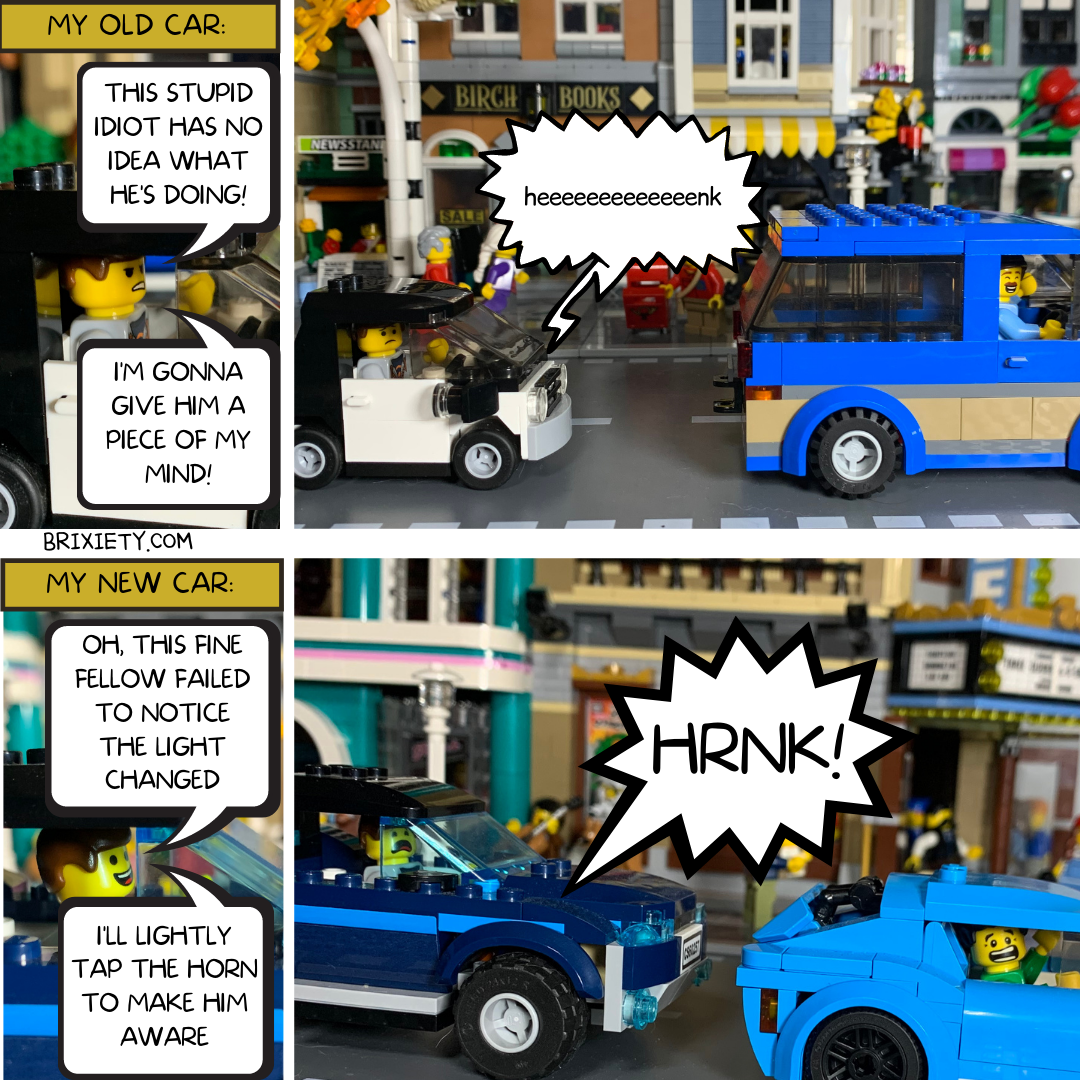 MY OLD CAR:
THIS STUPID
IDIOT HAS NO
IDEA WHAT
HE'S DOING!
I'M GONNA
GIVE HIM A
PIECE OF MY
MIND!
BIRCH BOOKS
NEWSSTAN
SALE
heeeeeeeeeeeeeenk
BRIXIETY.COM
MY NEW CAR:
OH, THIS FINE
FELLOW FAILED
TO NOTICE
THE LIGHT
CHANGED
I'LL LIGHTLY
TAP THE HORN
TO MAKE HIM
AWARE
HRNK!